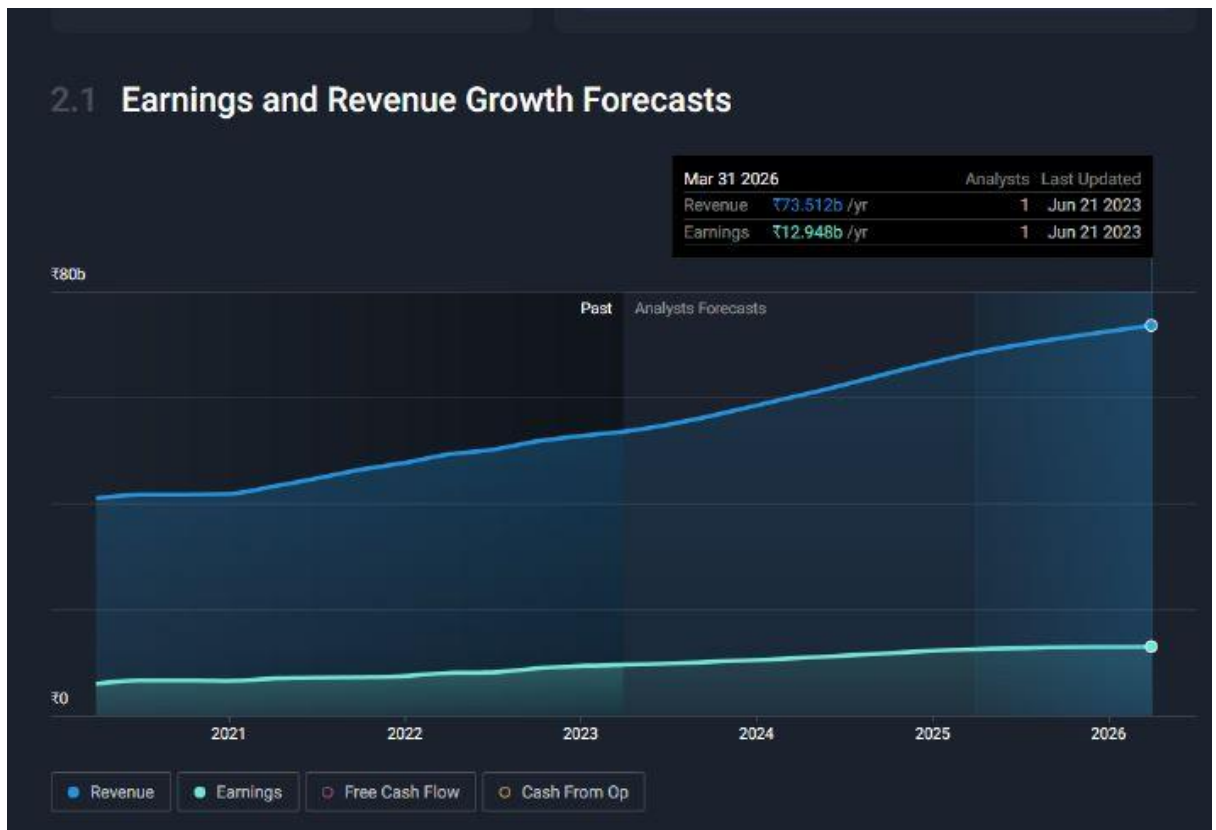 2.1 Earnings and Revenue Growth Forecasts
Mar 31 2026 Analysts Last Updated
Revenue ₹73.512b /yr 1 Jun 21 2023
Earnings ₹12.948b /yr 1 Jun 21 2023
₹80b
Past Analysts Forecasts
₹0
2021 2022 2023 2024 2025 2026
Revenue Earnings Free Cash Flow Cash From Op